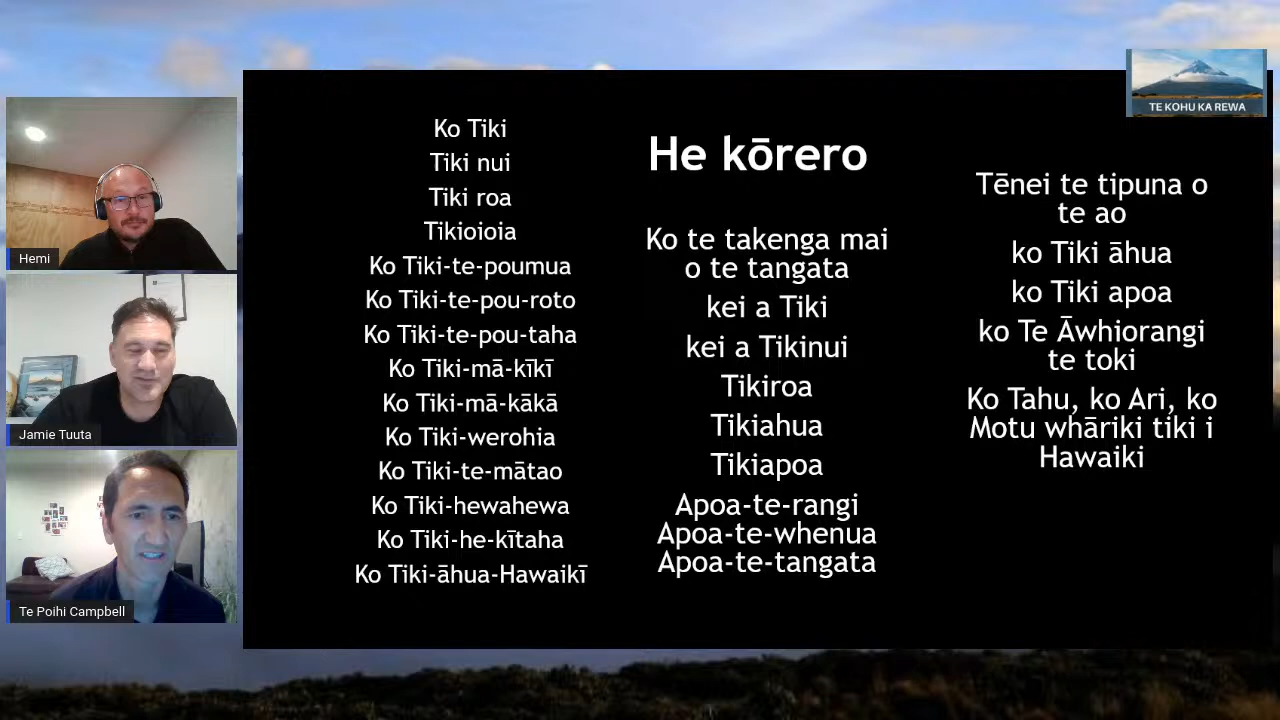 Ko Tiki
Tiki nui
Tiki roa
Tikioioia
Ko Tiki-te-poumua
Ko Tiki-te-pou-roto
Ko Tiki-te-pou-taha
Ko Tiki-mā-kīkī
Ko Tiki-mā-kākā
Ko Tiki-werohia
Ko Tiki-te-mātao
Ko Tiki-hewahewa
Ko Tiki-he-kītaha
Ko Tiki-āhua-Hawaikī
He kōrero
Ko te takenga mai
o te tangata
kei a Tiki
kei a Tikinui
Tikiroa
Tikiahua
Tikiapoa
Apoa-te-rangi
Apoa-te-whenua
Apoa-te-tangata
Tēnei te tipuna o
te ao
ko Tiki āhua
ko Tiki apoa
ko Te Āwhiorangi
te toki
Ko Tahu, ko Ari, ko
Motu whāriki tiki i
Hawaiki
TE KOHU KA REWA
Hemi
Jamie Tuuta
Te Poihi Campbell